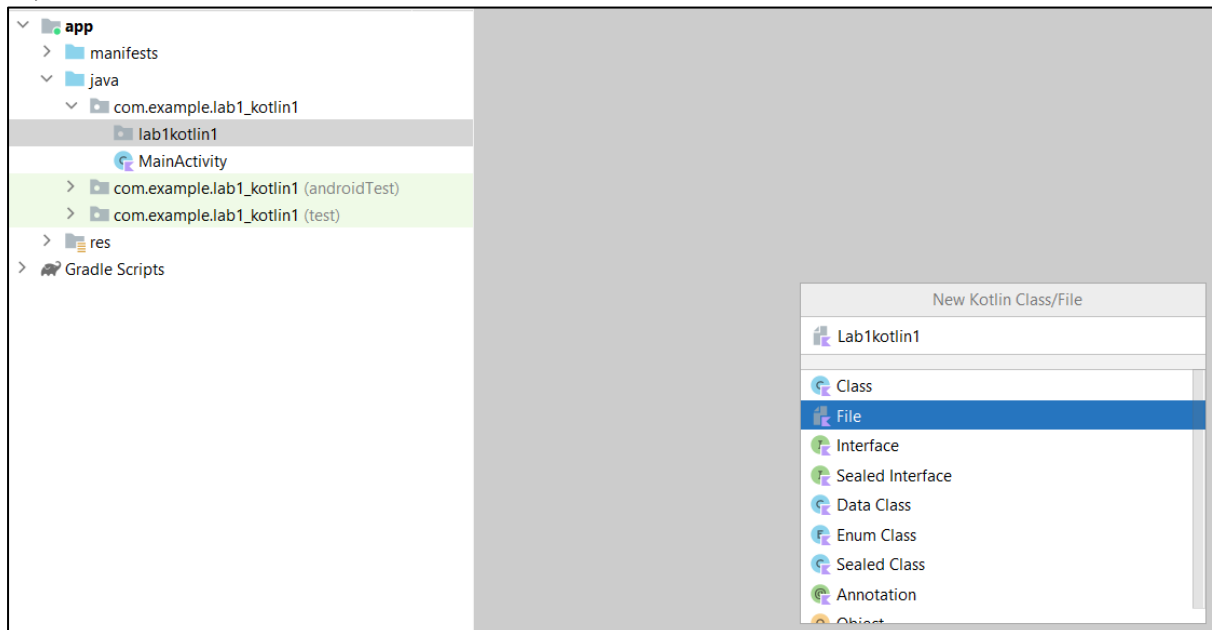 app
manifests
java
com.example.lab1_kotlin1
lab1kotlin1
MainActivity
com.example.lab1_kotlin1 (androidTest)
com.example.lab1_kotlin1 (test)
res
Gradle Scripts
New Kotlin Class/File
Lab1kotlin1
Class
File
Interface
Sealed Interface
Data Class
Enum Class
Sealed Class
Annotation
Object